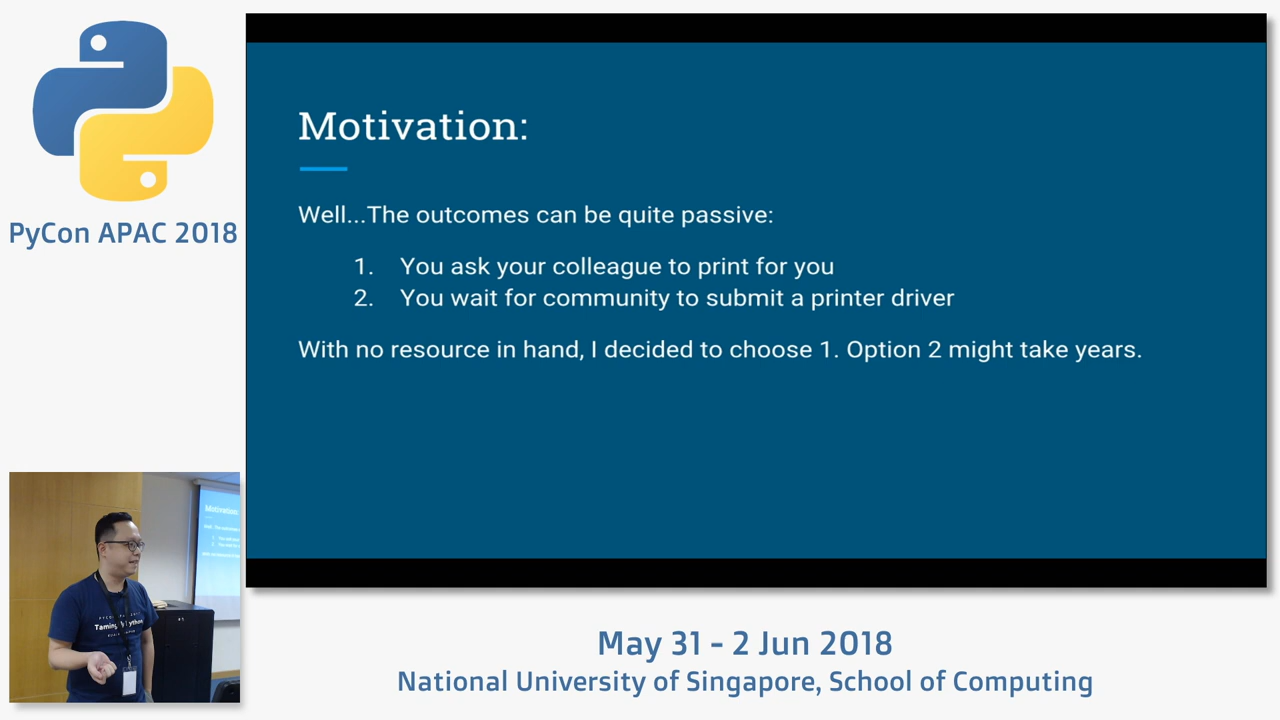 PyCon APAC 2018
Motivation:
Well...The outcomes can be quite passive:
1. You ask your colleague to print for you
2. You wait for community to submit a printer driver
With no resource in hand, I decided to choose 1. Option 2 might take years.
Motivation:
May 31 - 2 Jun 2018
National University of Singapore, School of Computing